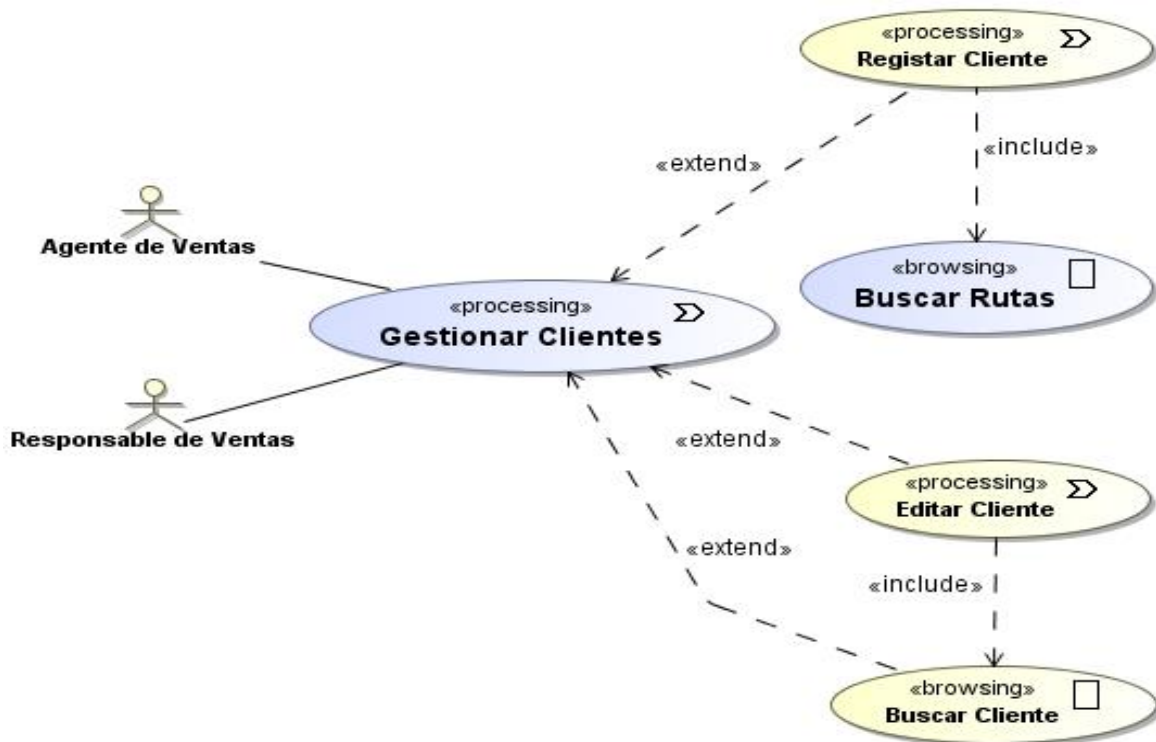 «processing»
Registar Cliente
«extend»
«include»
Agente de Ventas
«browsing»
Buscar Rutas
«processing»
Gestionar Clientes
Responsable de Ventas
«extend»
«processing»
Editar Cliente
«extend»
«include»
«browsing»
Buscar Cliente